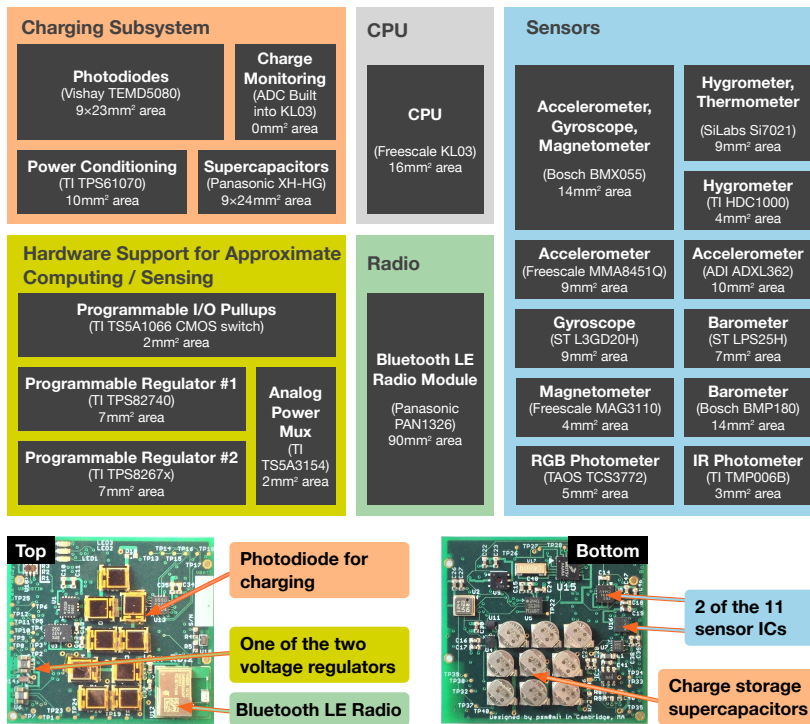 Charging Subsystem
Photodiodes
(Vishay TEMD5080)
9×23mm² area
Charge
Monitoring
(ADC Built
into KL03)
0mm² area
Power Conditioning
(TI TPS61070)
10mm² area
Supercapacitors
(Panasonic XH-HG)
9×24mm² area
CPU
CPU
(Freescale KL03)
16mm² area
Sensors
Accelerometer,
Gyroscope,
Magnetometer
(Bosch BMX055)
14mm² area
Hygrometer,
Thermometer
(SiLabs Si7021)
9mm² area
Hygrometer
(TI HDC1000)
4mm² area
Accelerometer
(Freescale MMA8451Q)
9mm² area
Accelerometer
(ADI ADXL362)
10mm² area
Gyroscope
(ST L3GD20H)
9mm² area
Barometer
(ST LPS25H)
7mm² area
Magnetometer
(Freescale MAG3110)
4mm² area
Barometer
(Bosch BMP180)
14mm² area
RGB Photometer
(TAOS TCS3772)
5mm² area
IR Photometer
(TI TMP006B)
3mm² area
Hardware Support for Approximate
Computing / Sensing
Programmable I/O Pullups
(TI TS5A1066 CMOS switch)
2mm² area
Programmable Regulator #1
(TI TPS82740)
7mm² area
Programmable Regulator #2
(TI TPS8267x)
7mm² area
Analog
Power
Mux
(TI
TS5A3154)
2mm² area
Radio
Bluetooth LE
Radio Module
(Panasonic
PAN1326)
90mm² area
Top
Photodiode for
charging
One of the two
voltage regulators
Bluetooth LE Radio
Bottom
U15
2 of the 11
sensor ICs
Charge storage
supercapacitors
Designed by psm@mit in Cambridge, MA